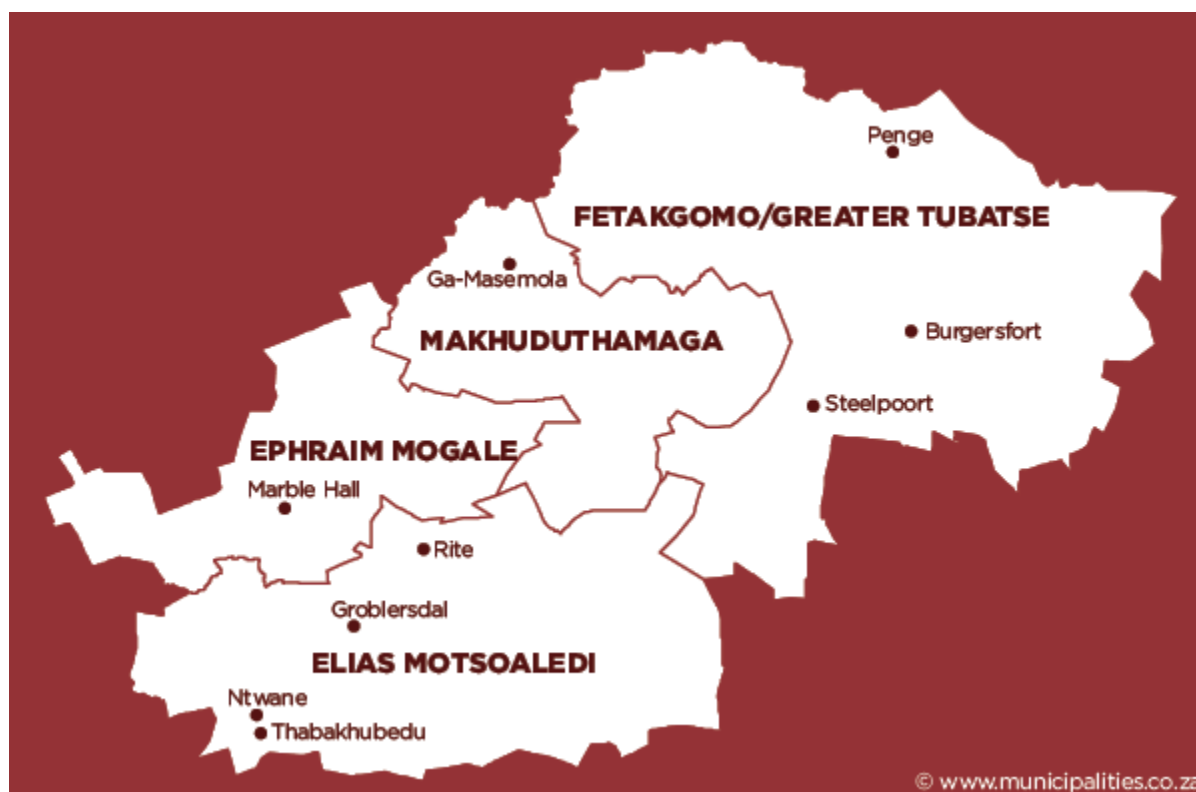 Penge
FETAKGOMO/GREATER TUBATSE
Ga-Masemola
Burgersfort
MAKHUDUTHAMAGA
Steelpoort
EPHRAIM MOGALE
Marble Hall
Rite
Groblersdal
ELIAS MOTSOALEDI
Ntwane
Thabakhubedu
© www.municipalities.co.za